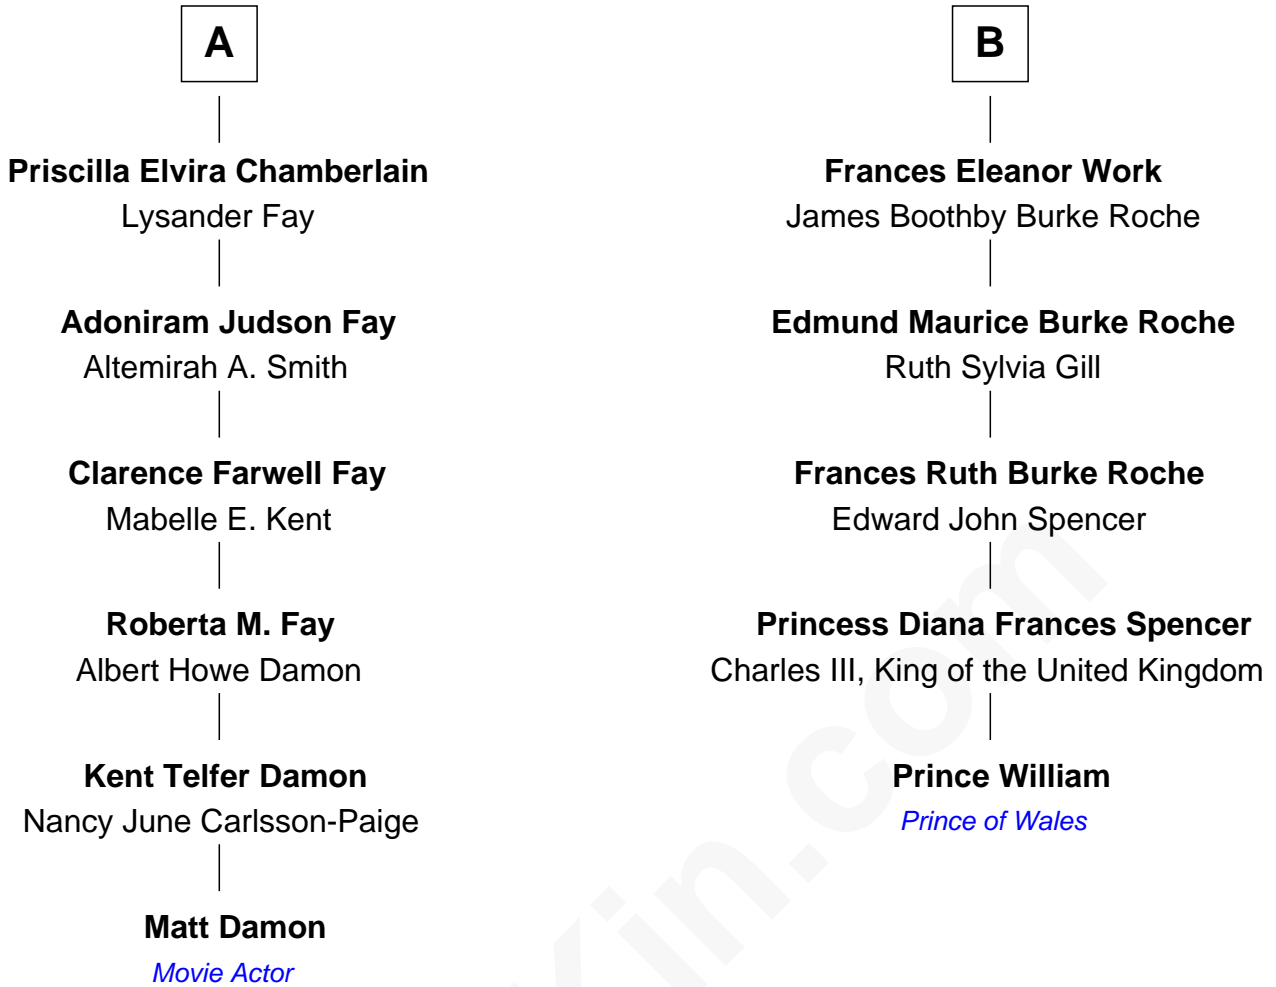 A
Priscilla Elvira Chamberlain
Lysander Fay
Adoniram Judson Fay
Altemirah A. Smith
Clarence Farwell Fay
Mabelle E. Kent
Roberta M. Fay
Albert Howe Damon
Kent Telfer Damon
Nancy June Carlsson-Paige
Matt Damon
Movie Actor
B
Frances Eleanor Work
James Boothby Burke Roche
Edmund Maurice Burke Roche
Ruth Sylvia Gill
Frances Ruth Burke Roche
Edward John Spencer
Princess Diana Frances Spencer
Charles III, King of the United Kingdom
Prince William
Prince of Wales
Kin.com